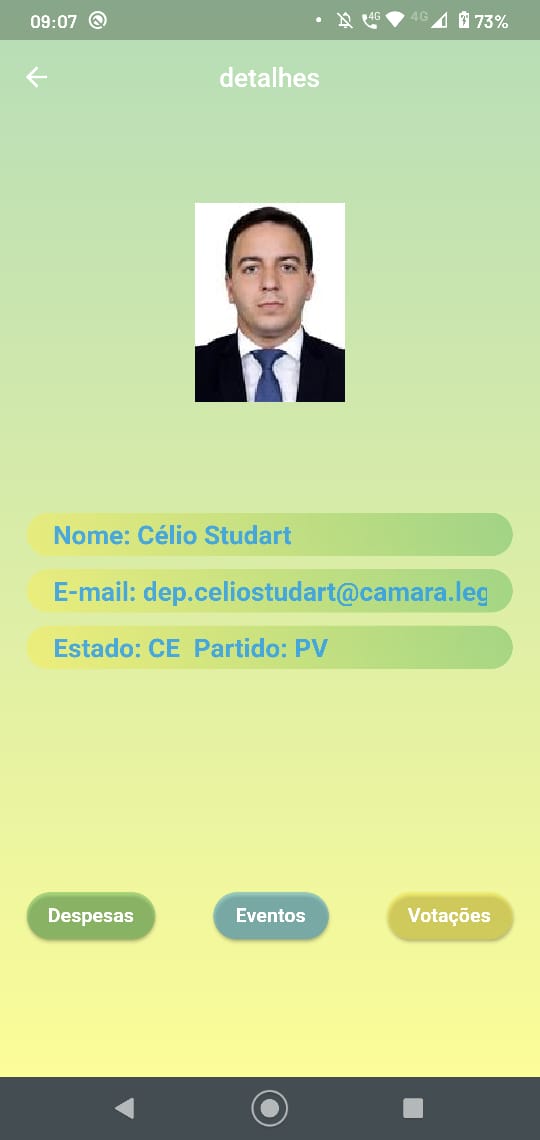 09:07 4G 4G 73%
detalhes
Nome: Célio Studart
E-mail: dep.celiostudart@camara.leg
Estado: CE Partido: PV
Despesas Eventos Votações